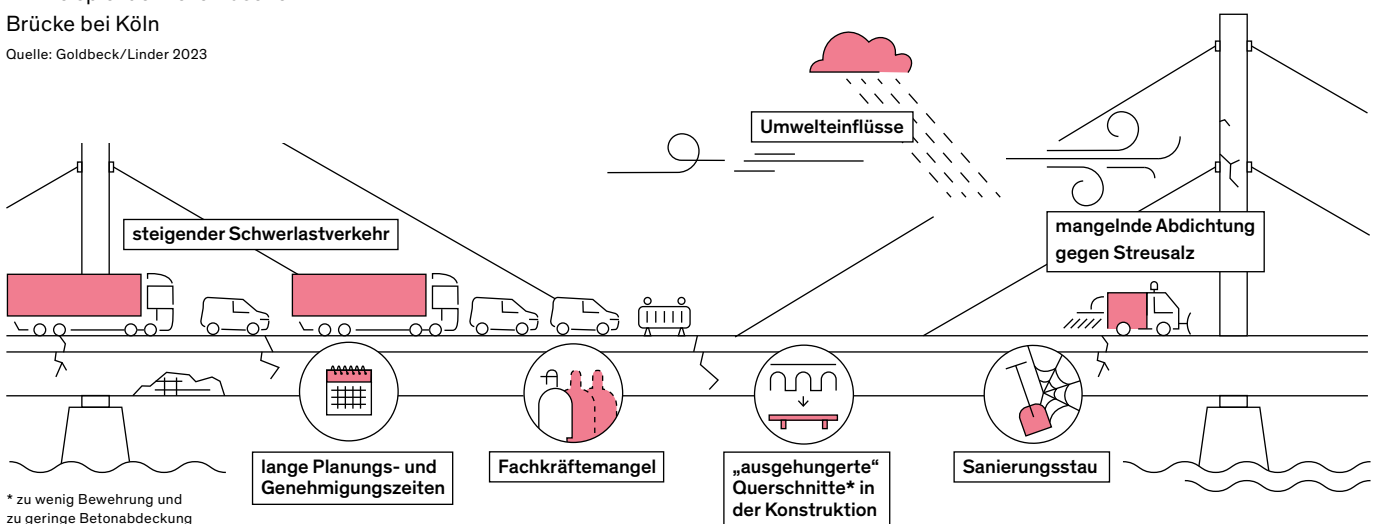 Brücke bei Köln
Quelle: Goldbeck/Linder 2023
Umwelteinflüsse
steigender Schwerlastverkehr
mangelnde Abdichtung
gegen Streusalz
lange Planungs- und
Genehmigungszeiten
Fachkräftemangel
„ausgehungerte“
Querschnitte* in
der Konstruktion
Sanierungsstau
* zu wenig Bewehrung und
zu geringe Betonabdeckung